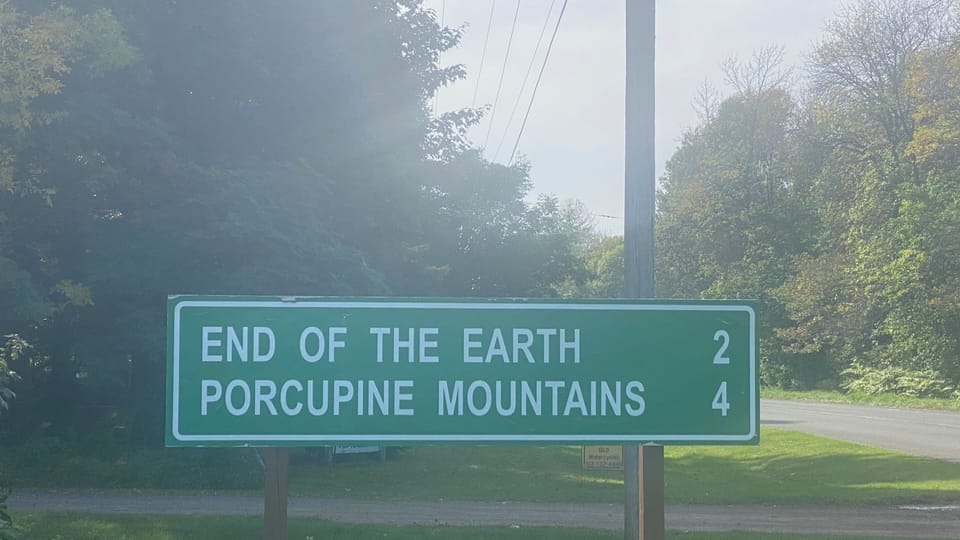 END OF THE EARTH 2
PORCUPINE MOUNTAINS 4